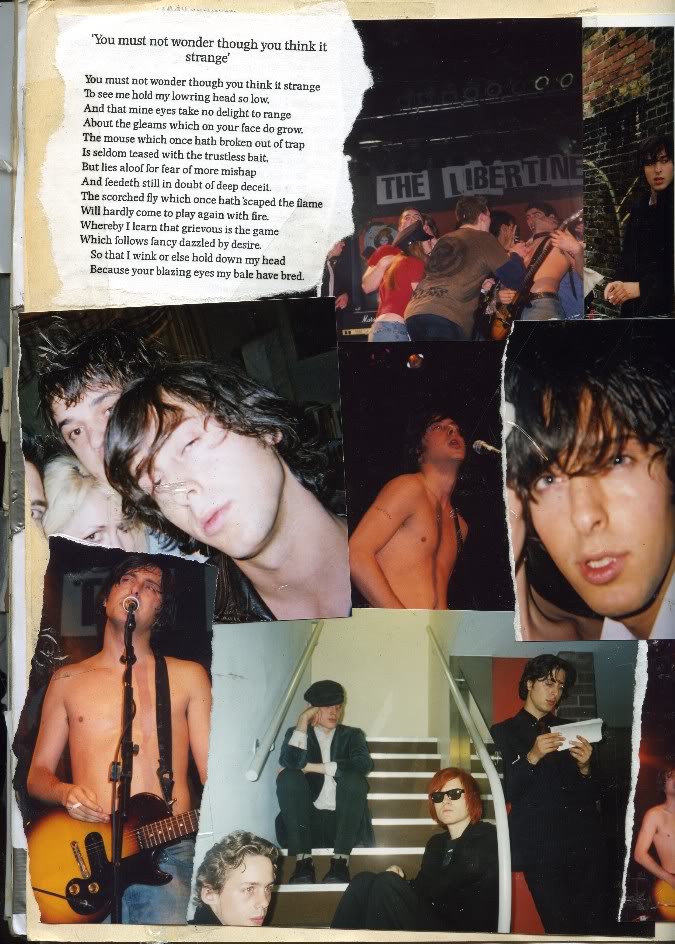 'You must not wonder though you think it
strange'
You must not wonder though you think it strange
To see me hold my lowring head so low,
And that mine eyes take no delight to range
About the gleams which on your face do grow.
The mouse which once hath broken out of trap
Is seldom teased with the trustless bait,
But lies aloof for fear of more mishap
And feedeth still in doubt of deep deceit.
The scorched fly which once hath 'scaped the flame
Will hardly come to play again with fire.
Whereby I learn that grievous is the game
Which follows fancy dazzled by desire.
So that I wink or else hold down my head
Because your blazing eyes my bale have bred.
THE LIBERTINE